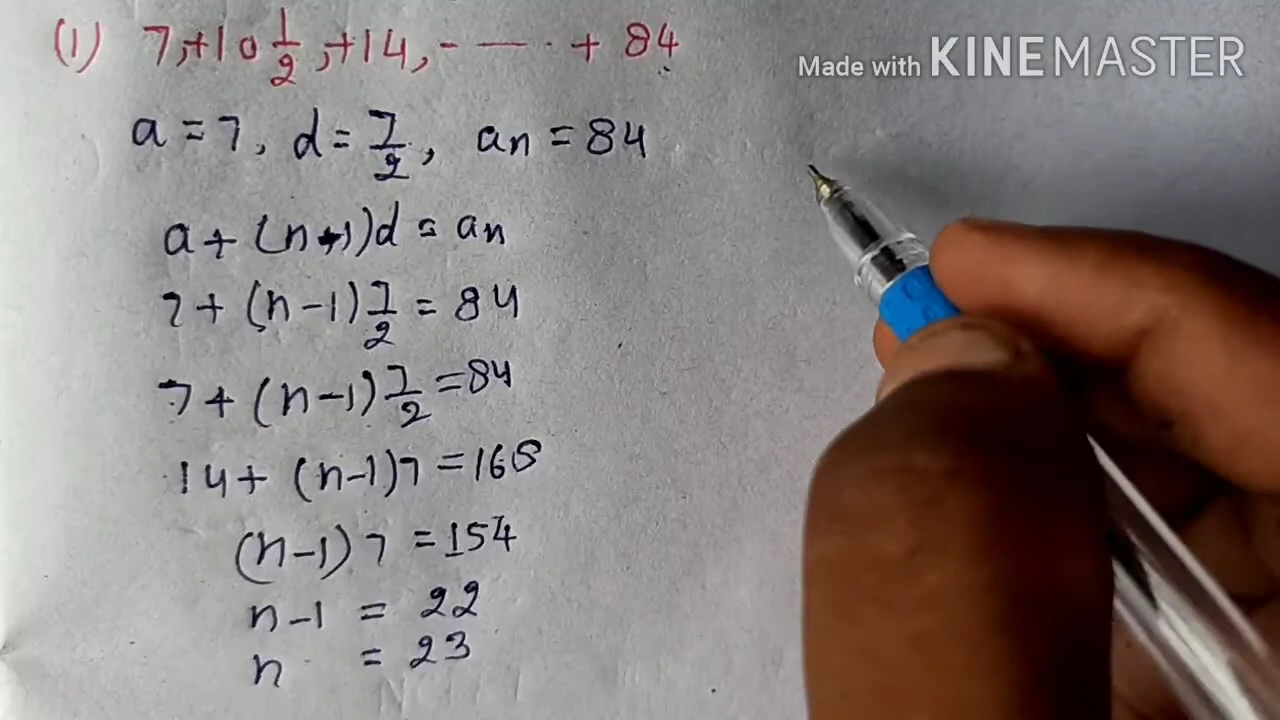 (1) 7,+10 1/2,+14,- — - + 84
Made with KINEMASTER
a = 7, d = 7/2, an = 84
a + (n-1)d = an
7 + (n-1) 7/2 = 84
7 + (n-1) 7/2 = 84
14 + (n-1)7 = 168
(n-1) 7 = 154
n-1 = 22
n = 23